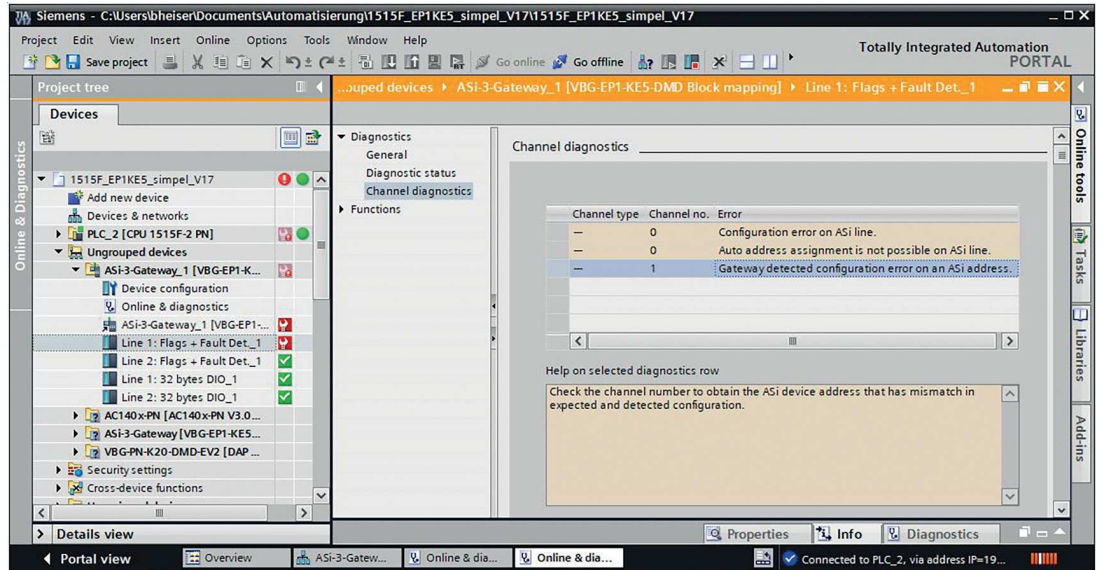 Siemens - C:\Users\bheiser\Documents\Automatisierung\1515F_EP1KE5_simpel_V17\1515F_EP1KE5_simpel_V17
Project Edit View Insert Online Options Tools Window Help
Totally Integrated Automation
PORTAL
Save project Go online Go offline
Project tree
...ouped devices ▸ ASi-3-Gateway_1 [VBG-EP1-KE5-DMD Block mapping] ▸ Line 1: Flags + Fault Det._1
Devices
Online & Diagnostics
1515F_EP1KE5_simpel_V17
Add new device
Devices & networks
PLC_2 [CPU 1515F-2 PN]
Ungrouped devices
ASi-3-Gateway_1 [VBG-EP1-K...
Device configuration
Online & diagnostics
ASi-3-Gateway_1 [VBG-EP1-...
Line 1: Flags + Fault Det._1
Line 2: Flags + Fault Det._1
Line 1: 32 bytes DIO_1
Line 2: 32 bytes DIO_1
AC140x-PN [AC140x-PN V3.0...
ASi-3-Gateway [VBG-EP1-KE5...
VBG-PN-K20-DMD-EV2 [DAP ...
Security settings
Cross-device functions
Details view
Diagnostics
General
Diagnostic status
Channel diagnostics
Functions
Channel diagnostics
Channel type Channel no. Error
— 0 Configuration error on ASi line.
— 0 Auto address assignment is not possible on ASi line.
— 1 Gateway detected configuration error on an ASi address.
Help on selected diagnostics row
Check the channel number to obtain the ASi device address that has mismatch in
expected and detected configuration.
Online tools
Tasks
Libraries
Add-ins
Properties Info Diagnostics
Portal view Overview ASi-3-Gatew... Online & dia... Online & dia... Connected to PLC_2, via address IP=19...